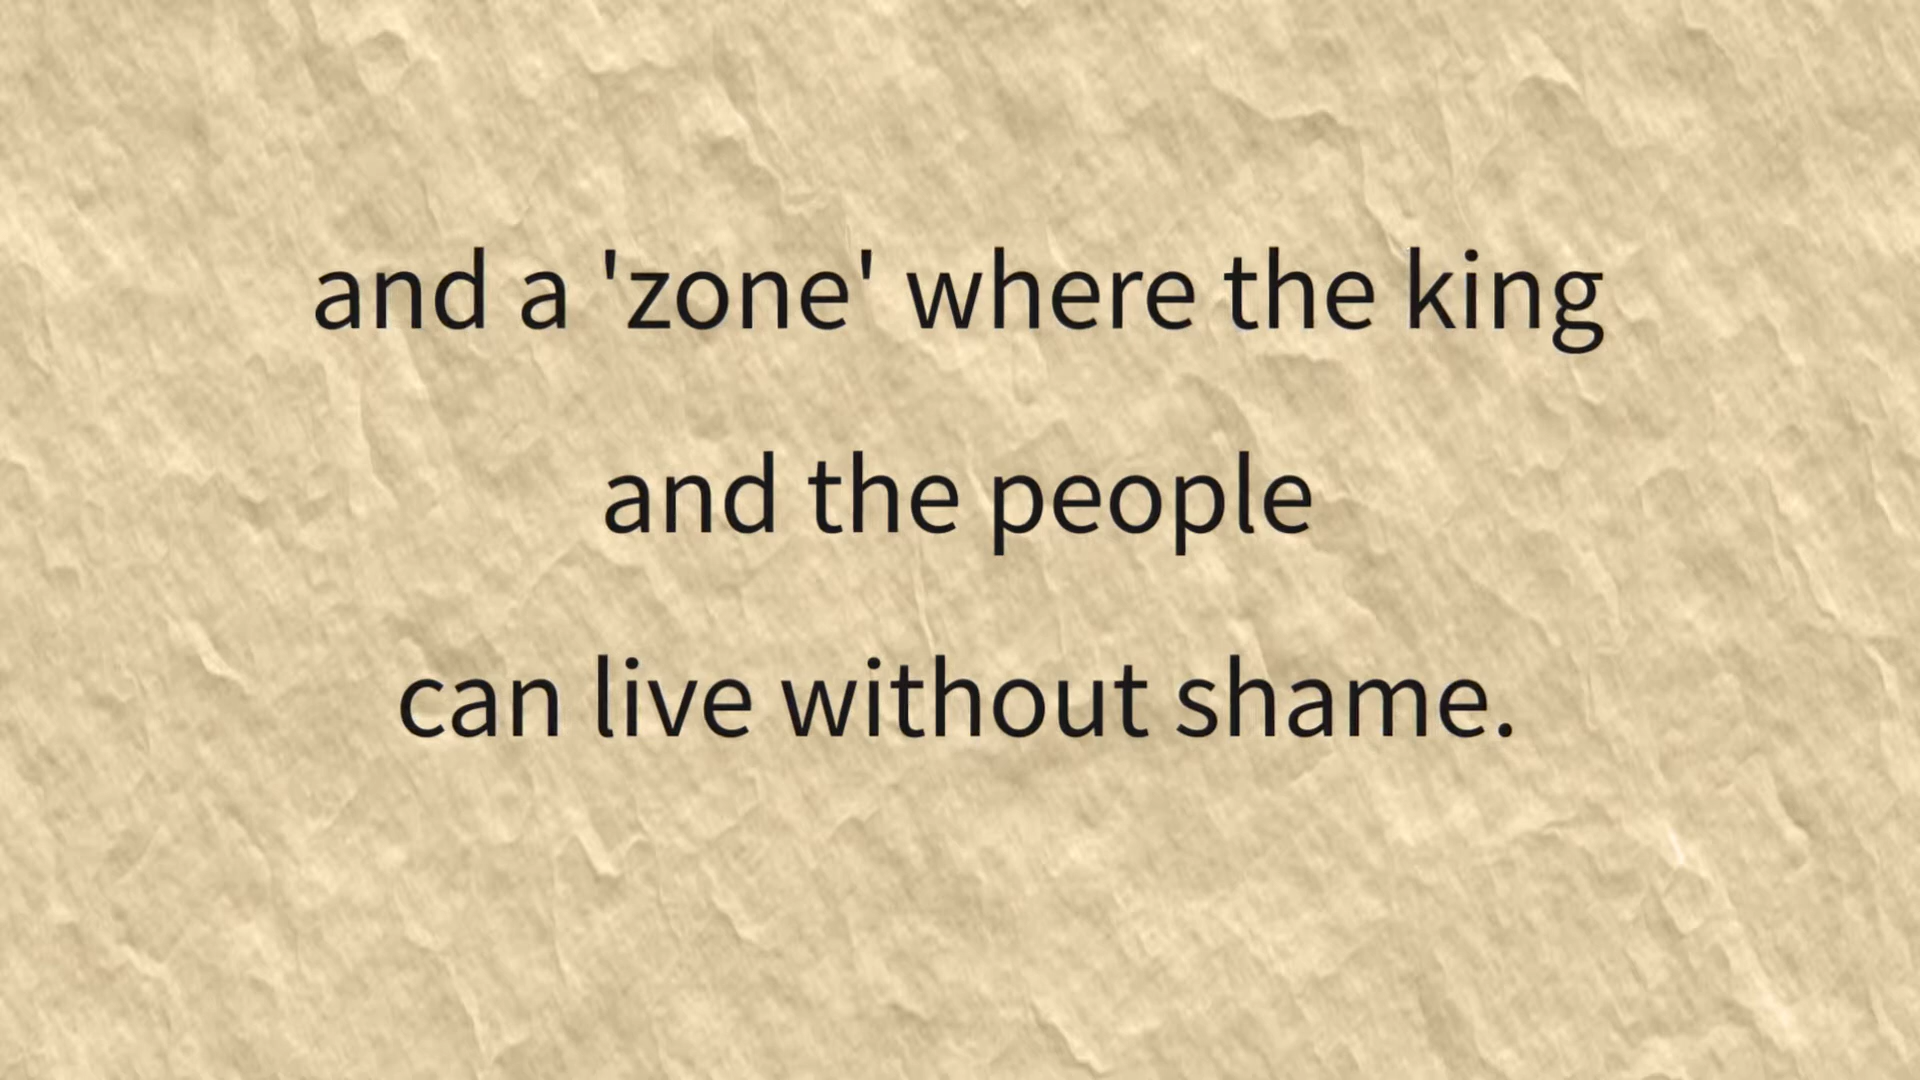 and a 'zone' where the king
and the people
can live without shame.